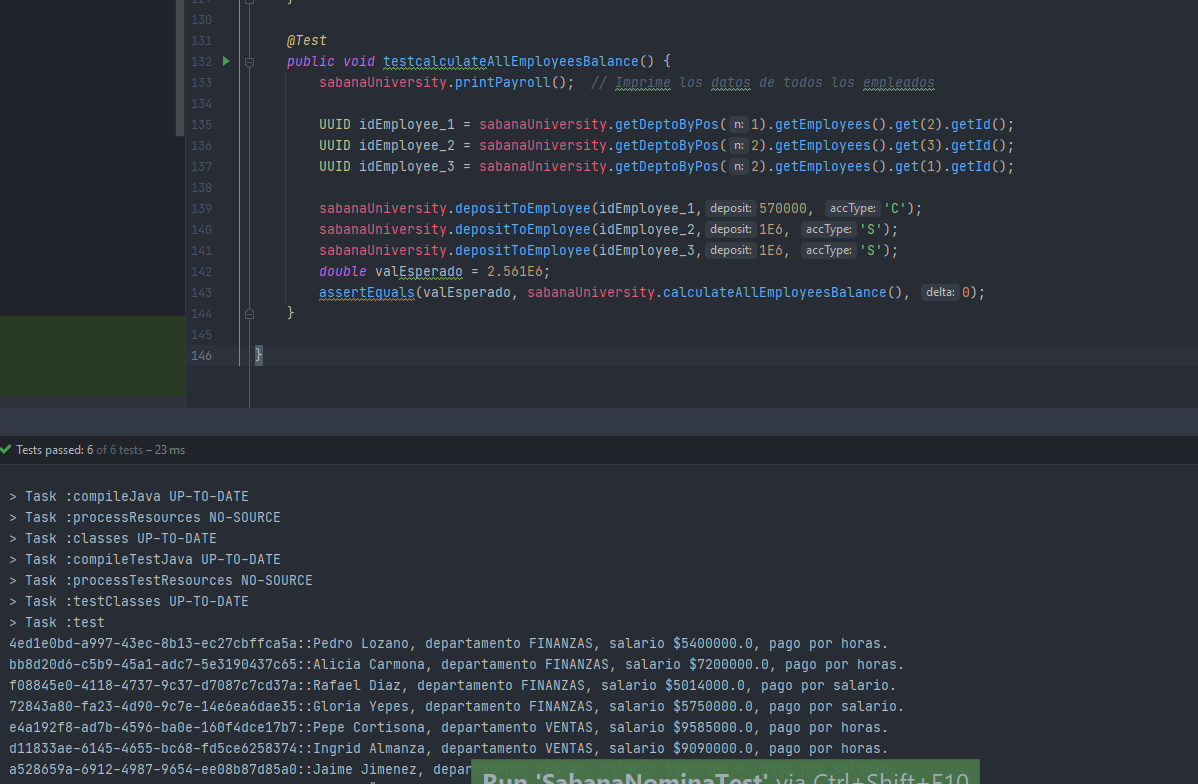 129 }
130
131 @Test
132 public void testcalculateAllEmployeesBalance() {
133 sabanaUniversity.printPayroll();  // Imprime los datos de todos los empleados
134
135 UUID idEmployee_1 = sabanaUniversity.getDeptoByPos( n: 1).getEmployees().get(2).getId();
136 UUID idEmployee_2 = sabanaUniversity.getDeptoByPos( n: 2).getEmployees().get(3).getId();
137 UUID idEmployee_3 = sabanaUniversity.getDeptoByPos( n: 2).getEmployees().get(1).getId();
138
139 sabanaUniversity.depositToEmployee(idEmployee_1, deposit: 570000, accType: 'C');
140 sabanaUniversity.depositToEmployee(idEmployee_2, deposit: 1E6, accType: 'S');
141 sabanaUniversity.depositToEmployee(idEmployee_3, deposit: 1E6, accType: 'S');
142 double valEsperado = 2.561E6;
143 assertEquals(valEsperado, sabanaUniversity.calculateAllEmployeesBalance(), delta: 0);
144 }
145
146 }
Tests passed: 6 of 6 tests – 23 ms
> Task :compileJava UP-TO-DATE
> Task :processResources NO-SOURCE
> Task :classes UP-TO-DATE
> Task :compileTestJava UP-TO-DATE
> Task :processTestResources NO-SOURCE
> Task :testClasses UP-TO-DATE
> Task :test
4ed1e0bd-a997-43ec-8b13-ec27cbffca5a::Pedro Lozano, departamento FINANZAS, salario $5400000.0, pago por horas.
bb8d20d6-c5b9-45a1-adc7-5e3190437c65::Alicia Carmona, departamento FINANZAS, salario $7200000.0, pago por horas.
f08845e0-4118-4737-9c37-d7087c7cd37a::Rafael Diaz, departamento FINANZAS, salario $5014000.0, pago por salario.
72843a80-fa23-4d90-9c7e-14e6ea6dae35::Gloria Yepes, departamento FINANZAS, salario $5750000.0, pago por salario.
e4a192f8-ad7b-4596-ba0e-160f4dce17b7::Pepe Cortisona, departamento VENTAS, salario $9585000.0, pago por horas.
d11833ae-6145-4655-bc68-fd5ce6258374::Ingrid Almanza, departamento VENTAS, salario $9090000.0, pago por horas.
a528659a-6912-4987-9654-ee08b87d85a0::Jaime Jimenez, depar
Run 'SabanaNominaTest' via Ctrl+Shift+F10